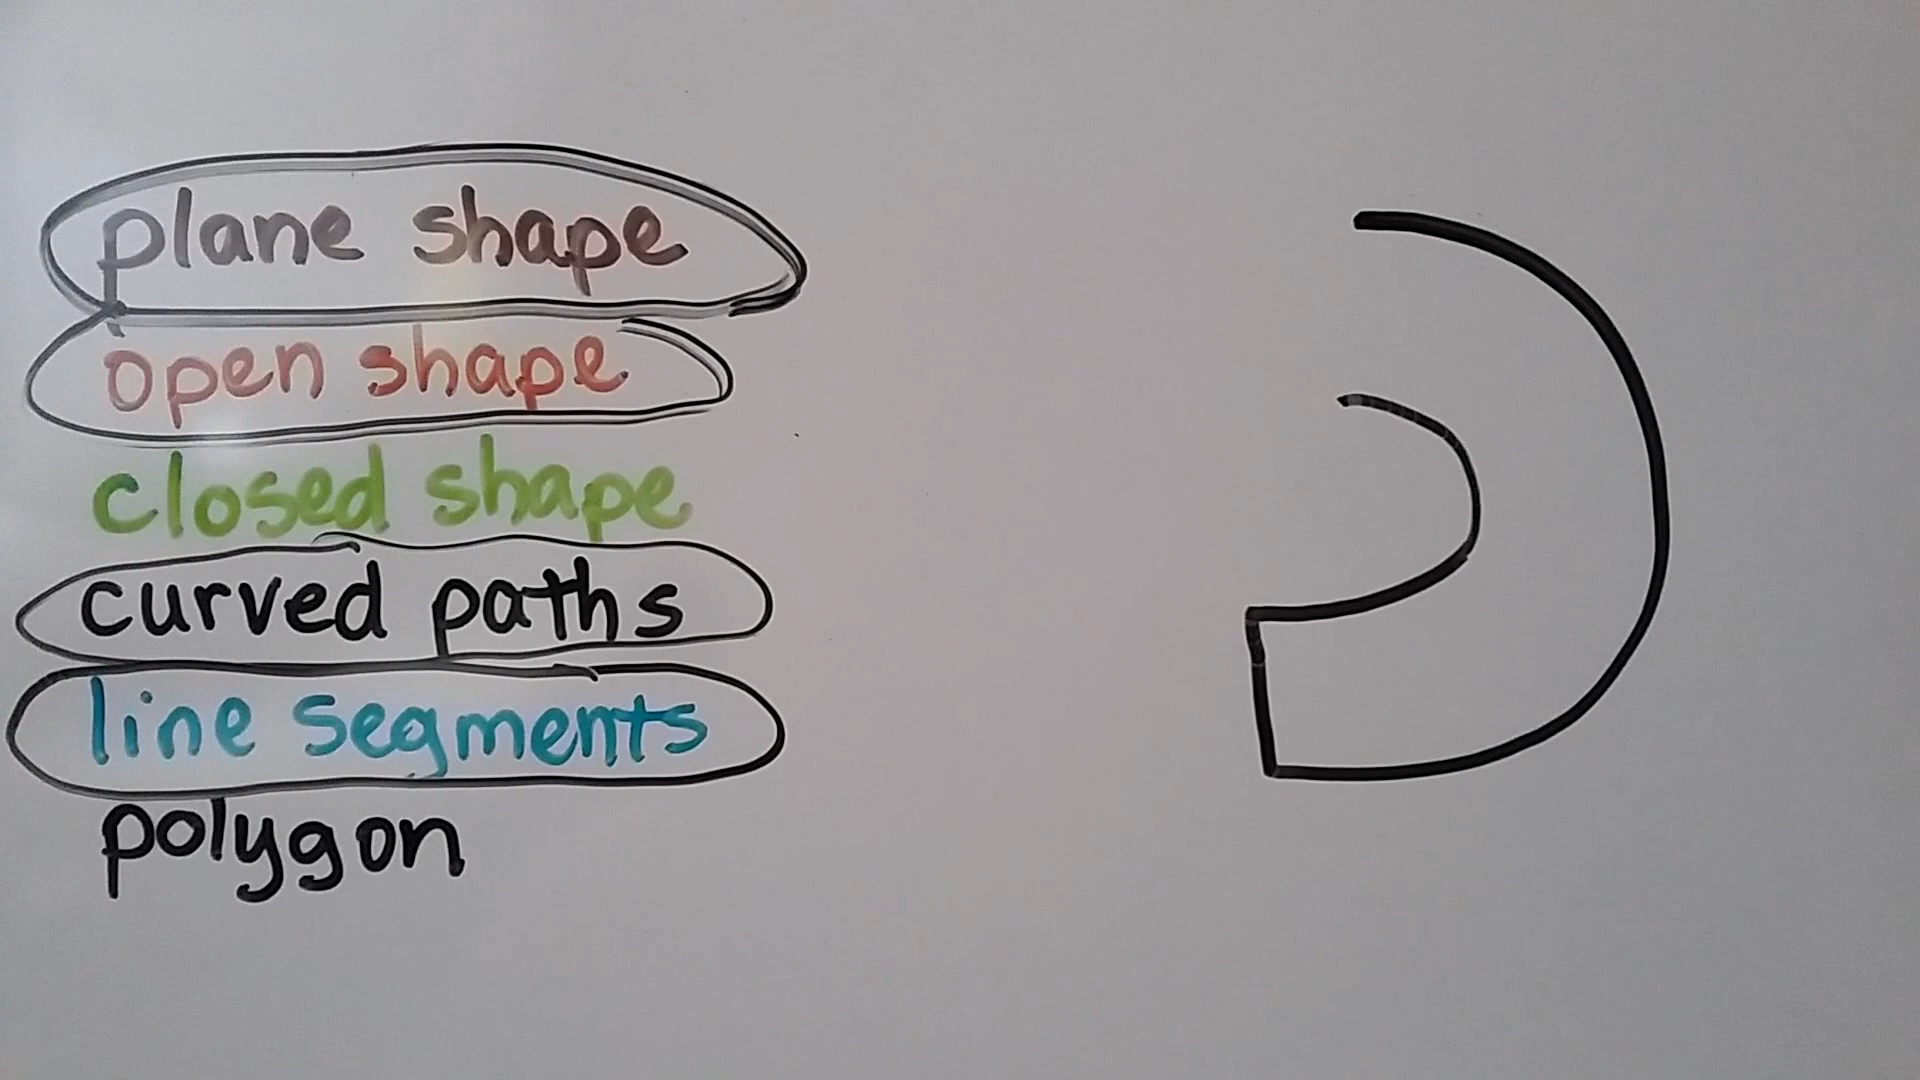 plane shape
open shape
closed shape
curved paths
line segments
polygon